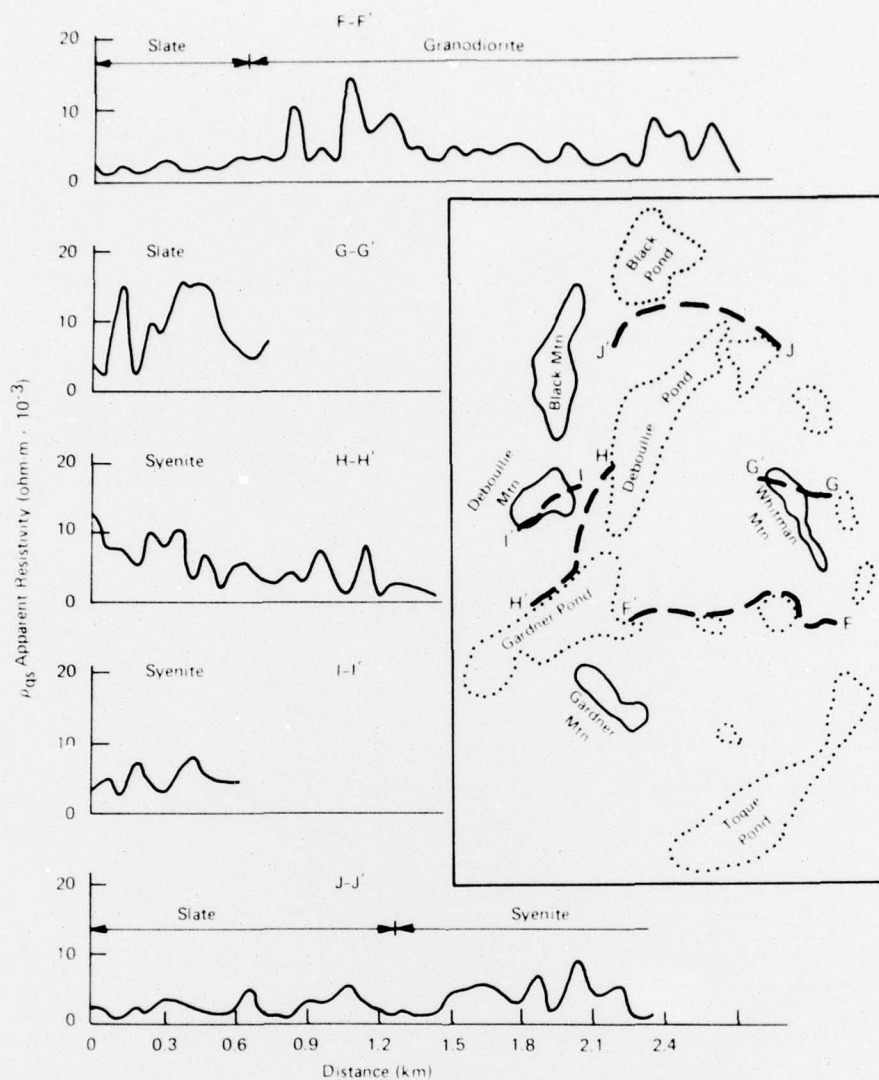 F-F′
Slate
Granodiorite
20
10
0
Slate
G-G′
20
10
0
Syenite
H-H′
20
10
0
Syenite
I-I′
20
10
0
J-J′
Slate
Syenite
20
10
0
0
0.3
0.6
0.9
1.2
1.5
1.8
2.1
2.4
Distance (km)
ρas Apparent Resistivity (ohm-m · 10⁻³)
Black
Pond
J′
J
Black Mtn
Deboullie
Pond
Deboullie
Mtn
H
I
I′
G′
G
Whitman
Mtn
H′
Gardner Pond
F′
F
Gardner
Mtn
Togue
Pond